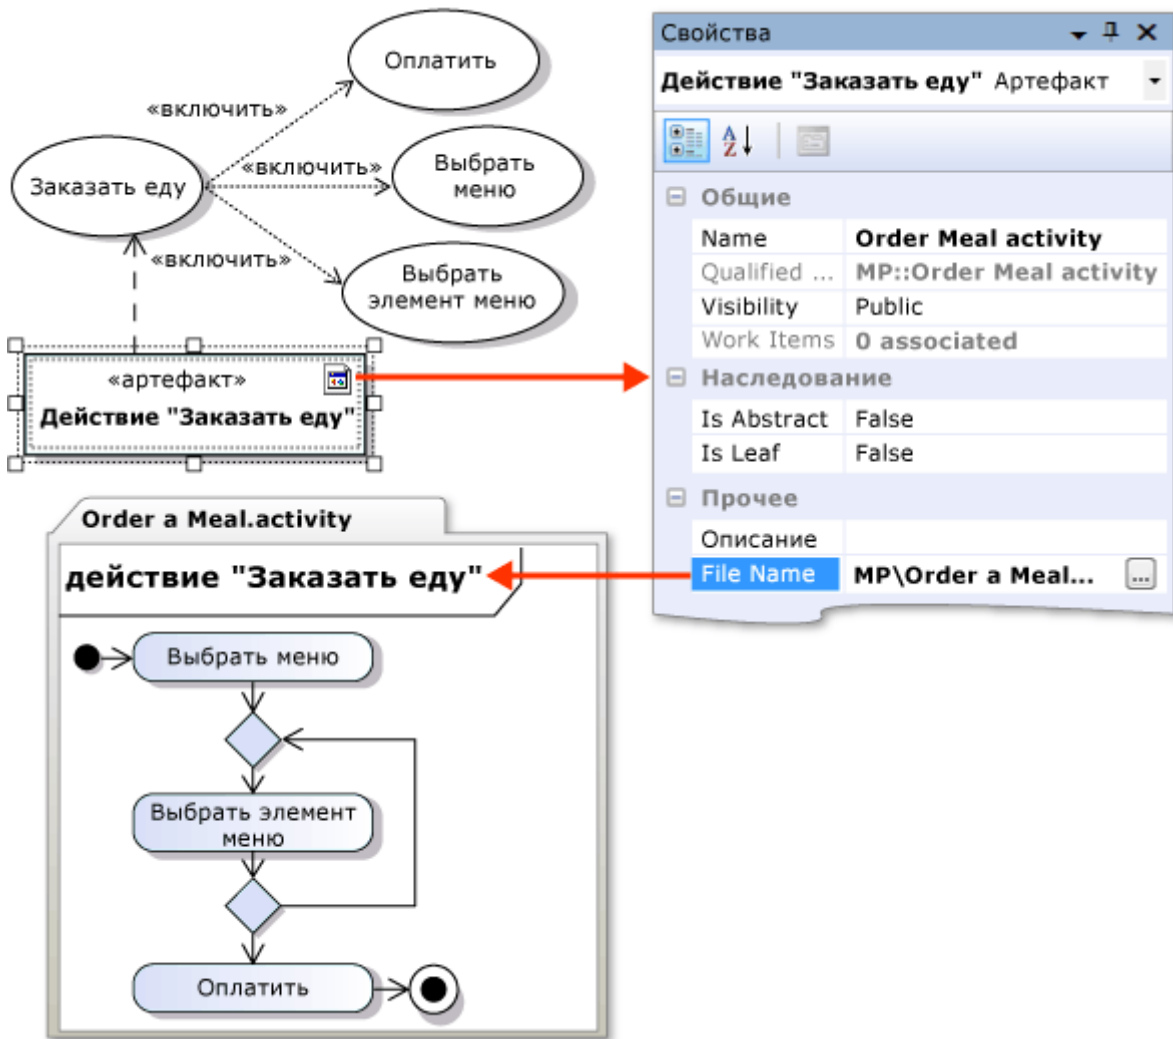 Оплатить
«включить»
Заказать еду
«включить»
Выбрать
меню
«включить»
Выбрать
элемент меню
«артефакт»
Действие "Заказать еду"
Свойства
Действие "Заказать еду" Артефакт
A
Z
Общие
Name Order Meal activity
Qualified ... MP::Order Meal activity
Visibility Public
Work Items 0 associated
Наследование
Is Abstract False
Is Leaf False
Прочее
Описание
File Name MP\Order a Meal... ...
Order a Meal.activity
действие "Заказать еду"
Выбрать меню
Выбрать элемент
меню
Оплатить